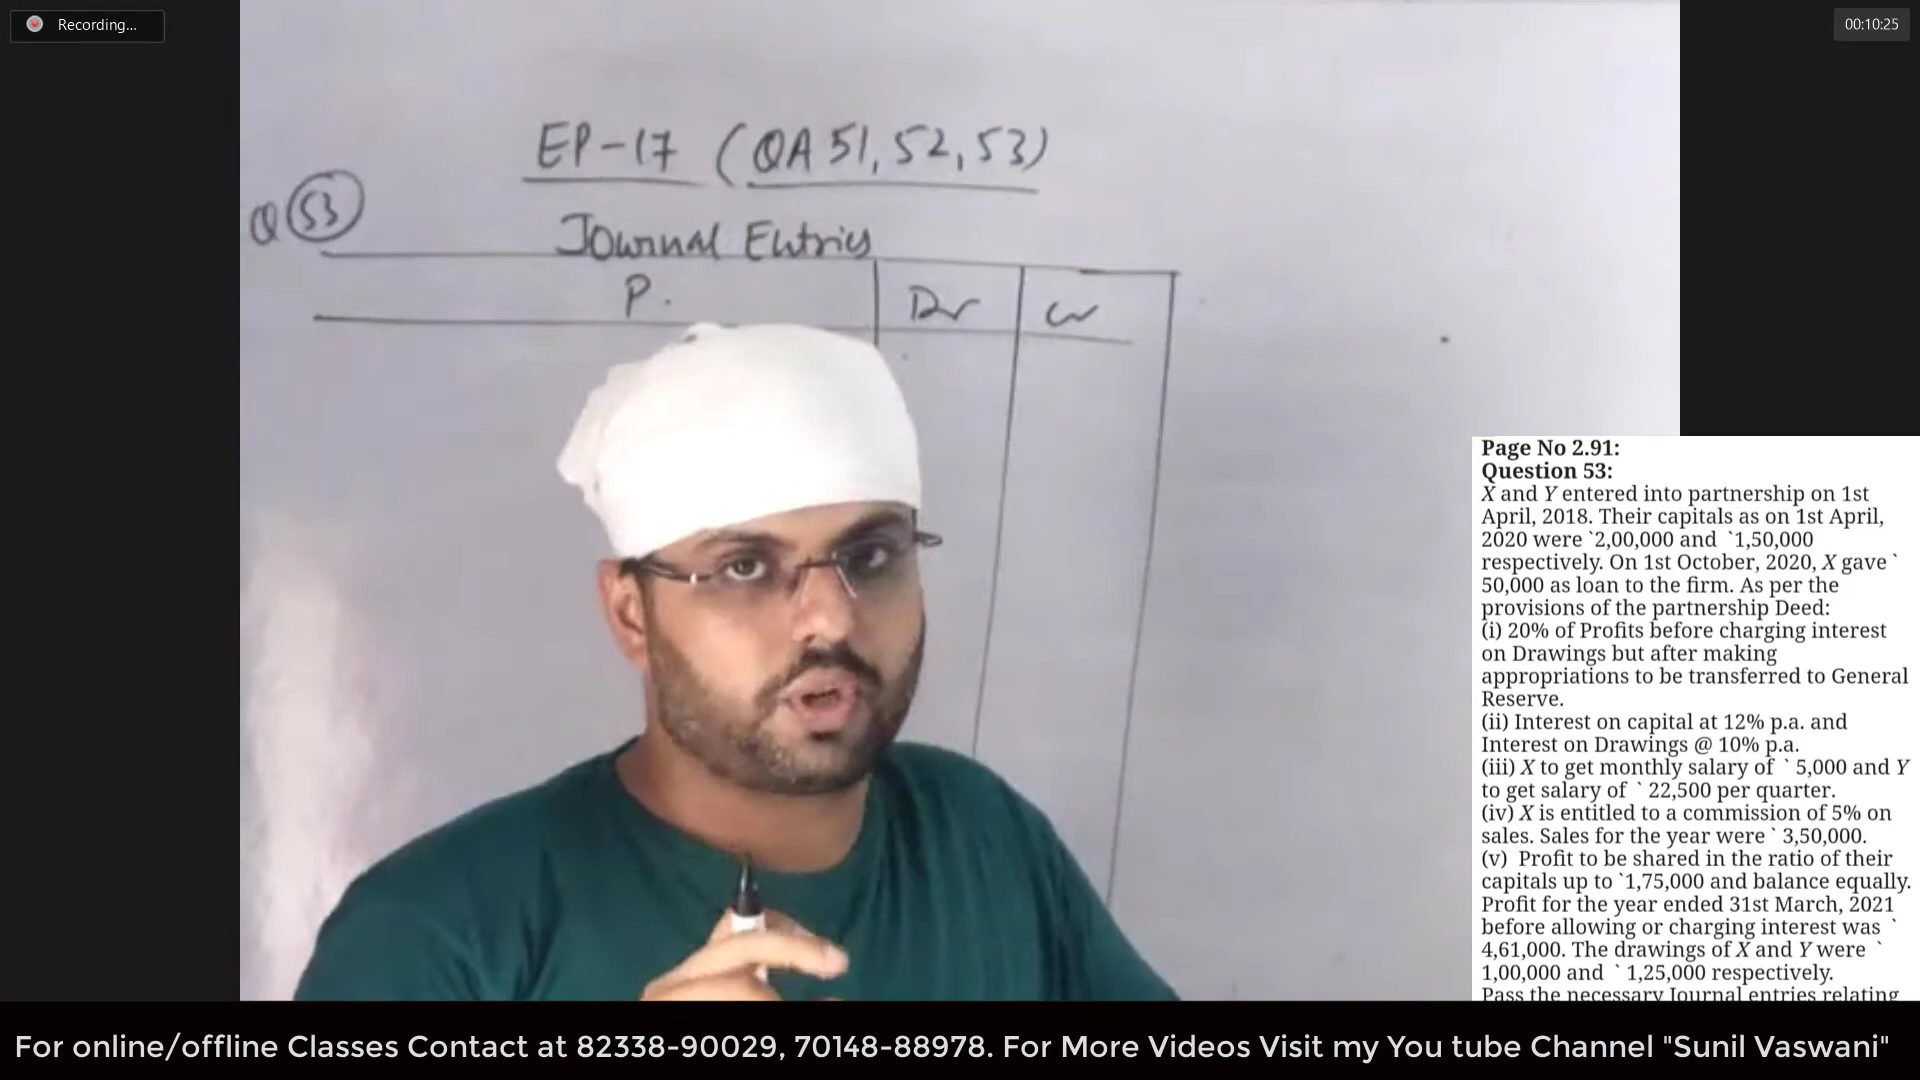 Recording...
00:10:25
EP-17 (QA 51, 52, 53)
Q 53
Journal Entries
P. Dr Cr
Page No 2.91:
Question 53:
X and Y entered into partnership on 1st
April, 2018. Their capitals as on 1st April,
2020 were `2,00,000 and `1,50,000
respectively. On 1st October, 2020, X gave `
50,000 as loan to the firm. As per the
provisions of the partnership Deed:
(i) 20% of Profits before charging interest
on Drawings but after making
appropriations to be transferred to General
Reserve.
(ii) Interest on capital at 12% p.a. and
Interest on Drawings @ 10% p.a.
(iii) X to get monthly salary of ` 5,000 and Y
to get salary of ` 22,500 per quarter.
(iv) X is entitled to a commission of 5% on
sales. Sales for the year were ` 3,50,000.
(v) Profit to be shared in the ratio of their
capitals up to `1,75,000 and balance equally.
Profit for the year ended 31st March, 2021
before allowing or charging interest was `
4,61,000. The drawings of X and Y were `
1,00,000 and ` 1,25,000 respectively.
Pass the necessary Journal entries relating
For online/offline Classes Contact at 82338-90029, 70148-88978. For More Videos Visit my You tube Channel "Sunil Vaswani"